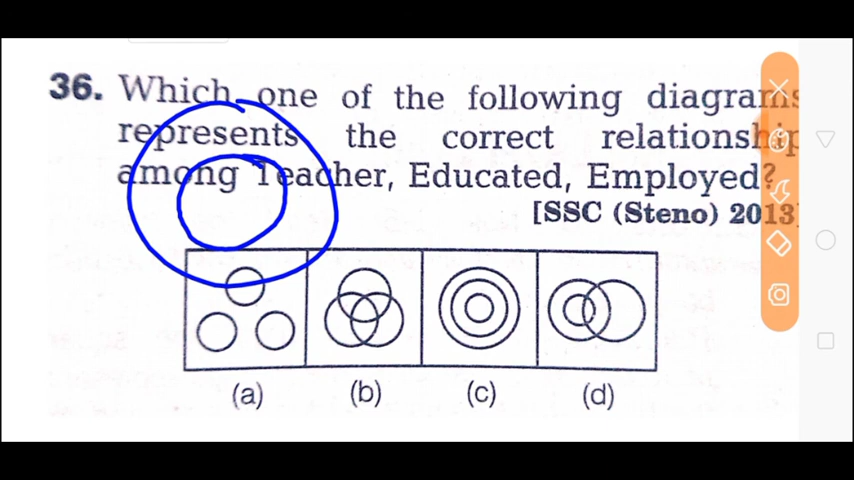 36. Which one of the following diagrams
represents the correct relationship
among Teacher, Educated, Employed?
[SSC (Steno) 2013]
(a) (b) (c) (d)